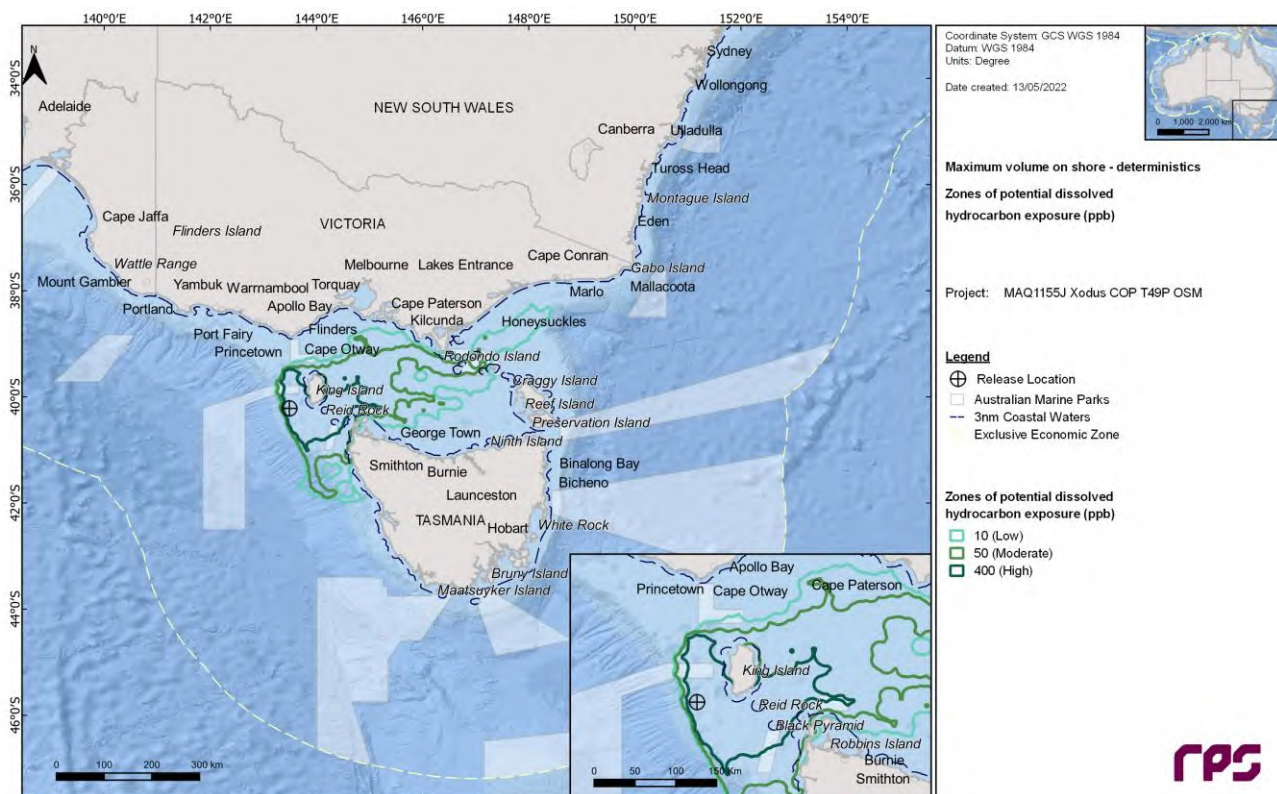 140°0'E 142°0'E 144°0'E 146°0'E 148°0'E 150°0'E 152°0'E 154°0'E
34°0'S
36°0'S
38°0'S
40°0'S
42°0'S
44°0'S
46°0'S
N
Sydney
Wollongong
Adelaide
NEW SOUTH WALES
Canberra
Ulladulla
Tuross Head
Montague Island
Cape Jaffa
Flinders Island
VICTORIA
Eden
Wattle Range
Melbourne
Lakes Entrance
Cape Conran
Gabo Island
Mount Gambier
Yambuk
Warrnambool
Torquay
Marlo
Mallacoota
Portland
Apollo Bay
Cape Paterson
Kilcunda
Honeysuckles
Port Fairy
Flinders
Princetown
Cape Otway
Rodondo Island
King Island
Craggy Island
Reid Rock
Reef Island
Preservation Island
George Town
Ninth Island
Smithton
Burnie
Binalong Bay
Bicheno
Launceston
TASMANIA
Hobart
White Rock
Bruny Island
Maatsuyker Island
0 100 200 300 km
Apollo Bay
Princetown
Cape Otway
Cape Paterson
King Island
Reid Rock
Black Pyramid
Robbins Island
Burnie
Smithton
0 50 100 150 Km
Coordinate System: GCS WGS 1984
Datum: WGS 1984
Units: Degree
Date created: 13/05/2022
0 1,000 2,000 km
Maximum volume on shore - deterministics
Zones of potential dissolved
hydrocarbon exposure (ppb)
Project: MAQ1155J Xodus COP T49P OSM
Legend
Release Location
Australian Marine Parks
3nm Coastal Waters
Exclusive Economic Zone
Zones of potential dissolved
hydrocarbon exposure (ppb)
10 (Low)
50 (Moderate)
400 (High)
rps